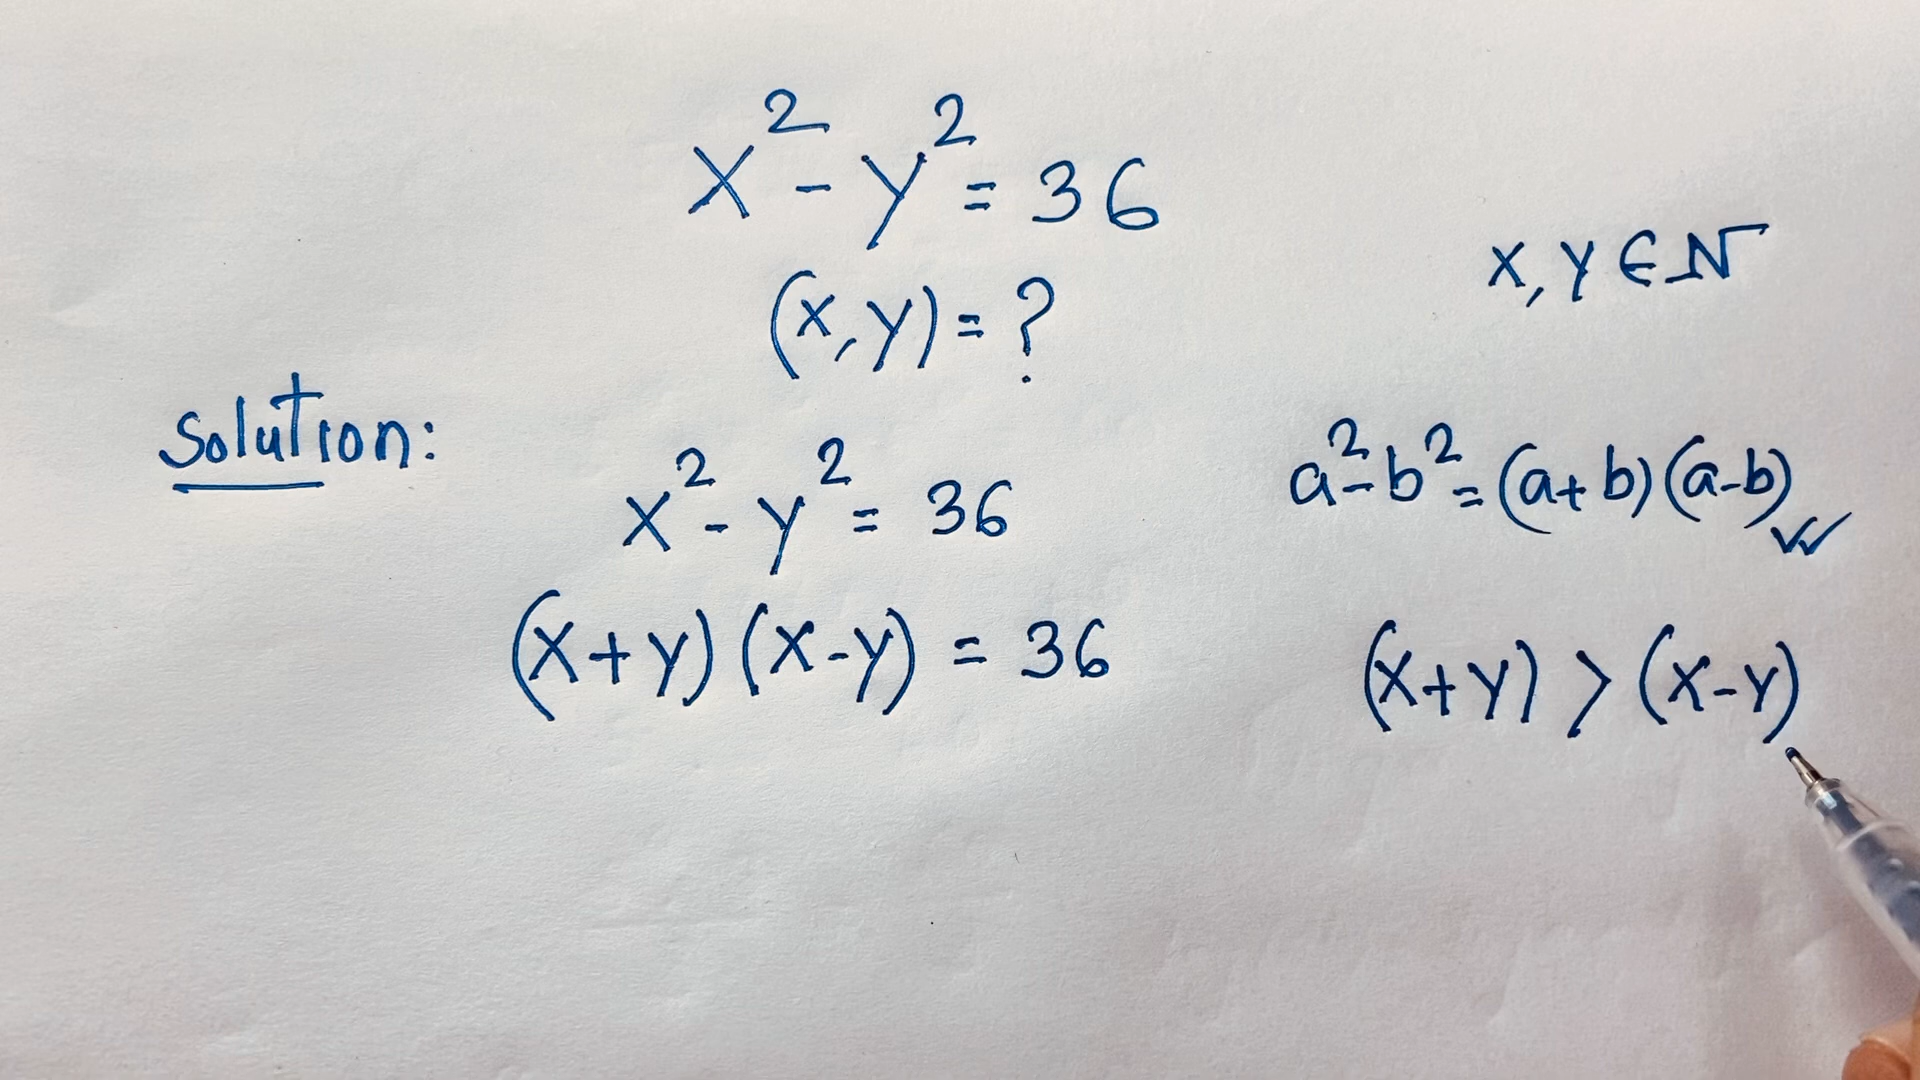 x² - y² = 36
(x, y) = ?
x, y ∈ N
Solution:
x² - y² = 36
a² - b² = (a+b)(a-b) ✓✓
(x+y)(x-y) = 36
(x+y) > (x-y)